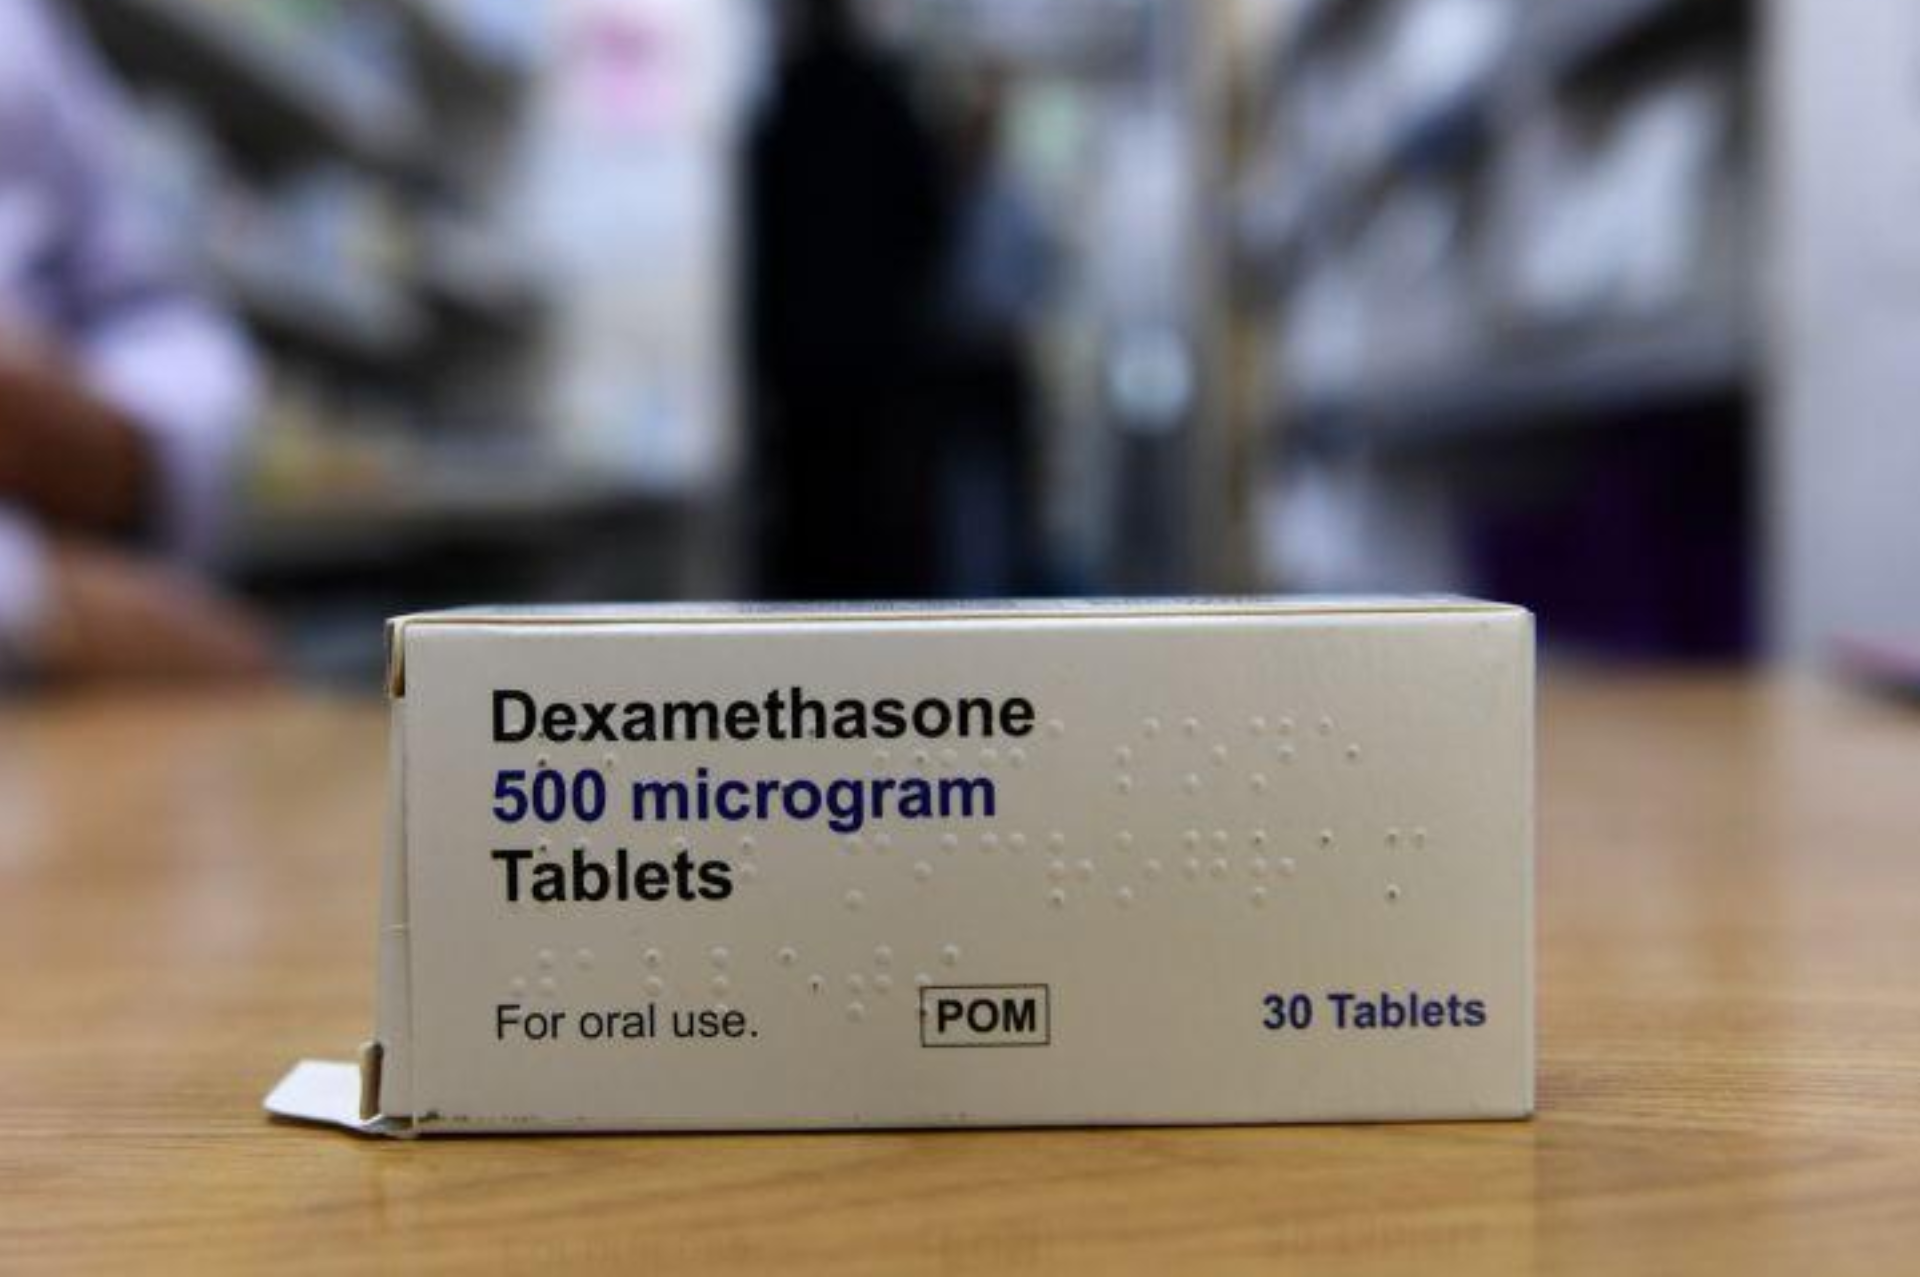 Dexamethasone
500 microgram
Tablets
For oral use.
POM
30 Tablets